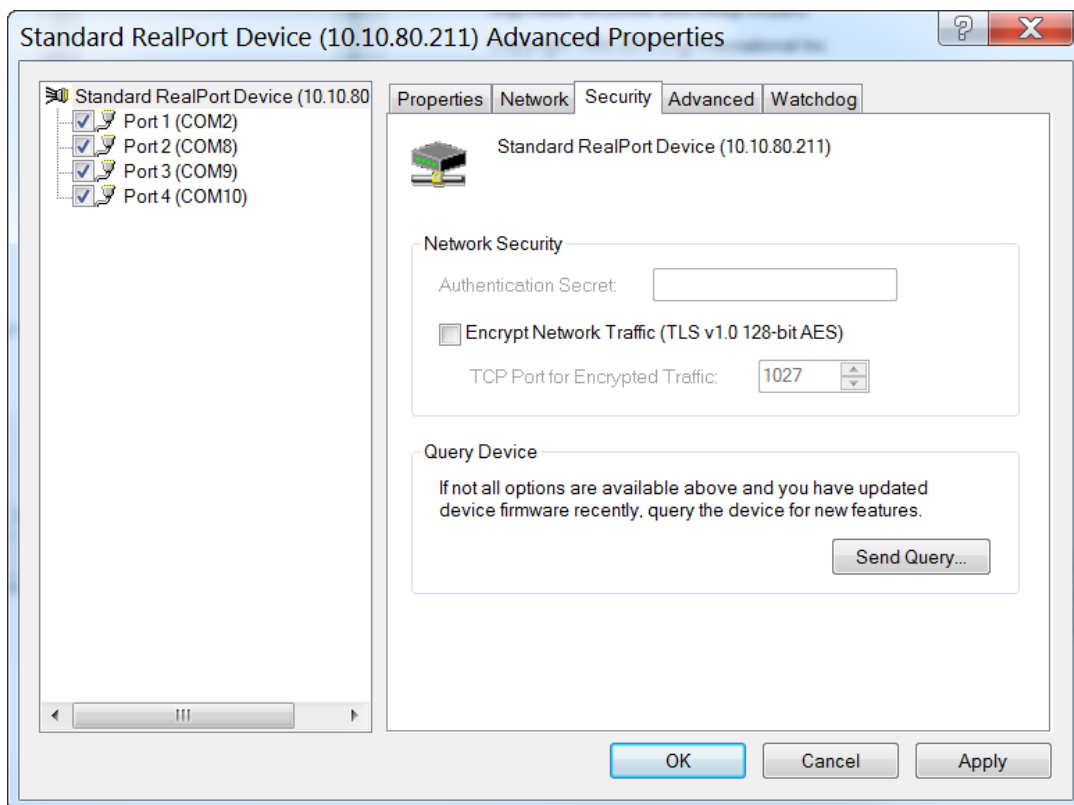 Standard RealPort Device (10.10.80.211) Advanced Properties
Standard RealPort Device (10.10.80
Port 1 (COM2)
Port 2 (COM8)
Port 3 (COM9)
Port 4 (COM10)
Properties Network Security Advanced Watchdog
Standard RealPort Device (10.10.80.211)
Network Security
Authentication Secret:
Encrypt Network Traffic (TLS v1.0 128-bit AES)
TCP Port for Encrypted Traffic: 1027
Query Device
If not all options are available above and you have updated
device firmware recently, query the device for new features.
Send Query...
OK Cancel Apply